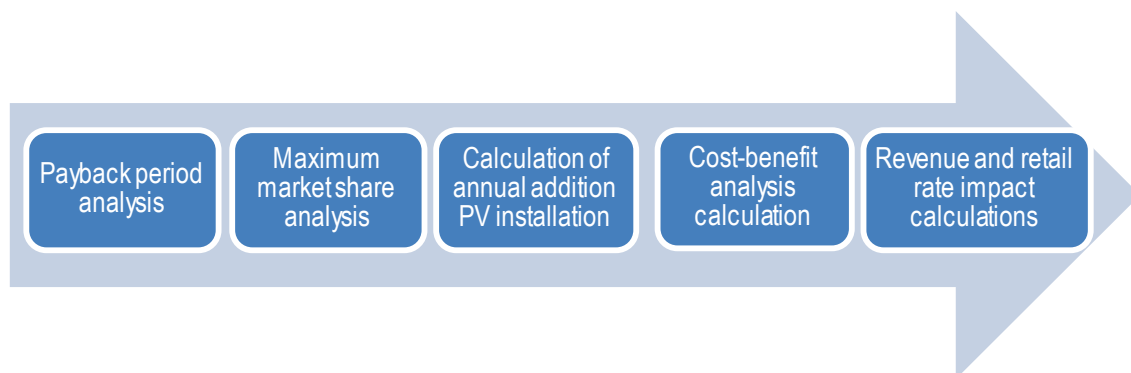 Payback period
analysis
Maximum
market share
analysis
Calculation of
annual addition
PV installation
Cost-benefit
analysis
calculation
Revenue and retail
rate impact
calculations